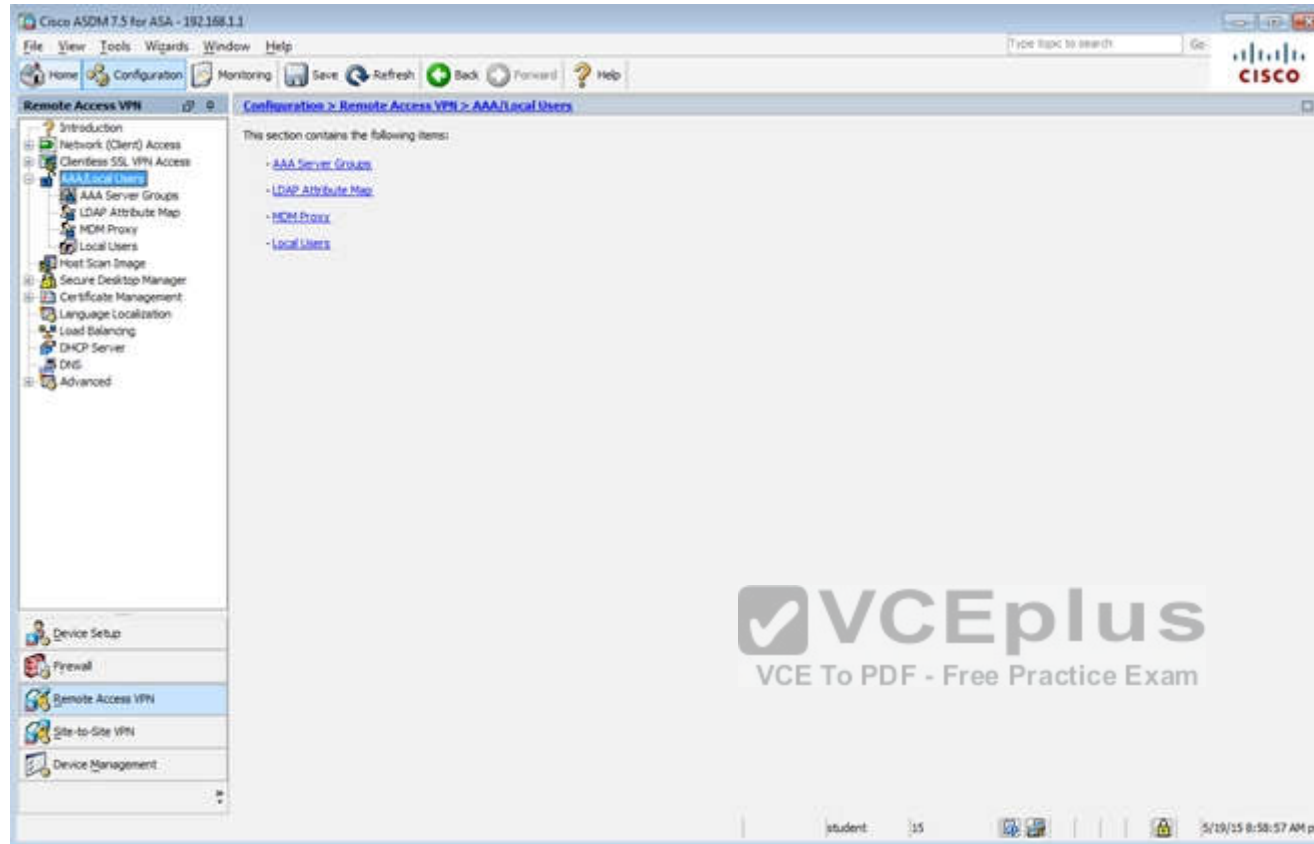 Cisco ASDM 7.5 for ASA - 192.168.1.1
File View Tools Wizards Window Help
Type topic to search Go
Home Configuration Monitoring Save Refresh Back Forward Help
CISCO
Remote Access VPN
Configuration > Remote Access VPN > AAA/Local Users
Introduction
Network (Client) Access
Clientless SSL VPN Access
AAA/Local Users
AAA Server Groups
LDAP Attribute Map
MDM Proxy
Local Users
Host Scan Image
Secure Desktop Manager
Certificate Management
Language Localization
Load Balancing
DHCP Server
DNS
Advanced
This section contains the following items:
- AAA Server Groups
- LDAP Attribute Map
- MDM Proxy
- Local Users
Device Setup
Firewall
Remote Access VPN
Site-to-Site VPN
Device Management
VCEplus
VCE To PDF - Free Practice Exam
student 15 5/19/15 8:58:57 AM p